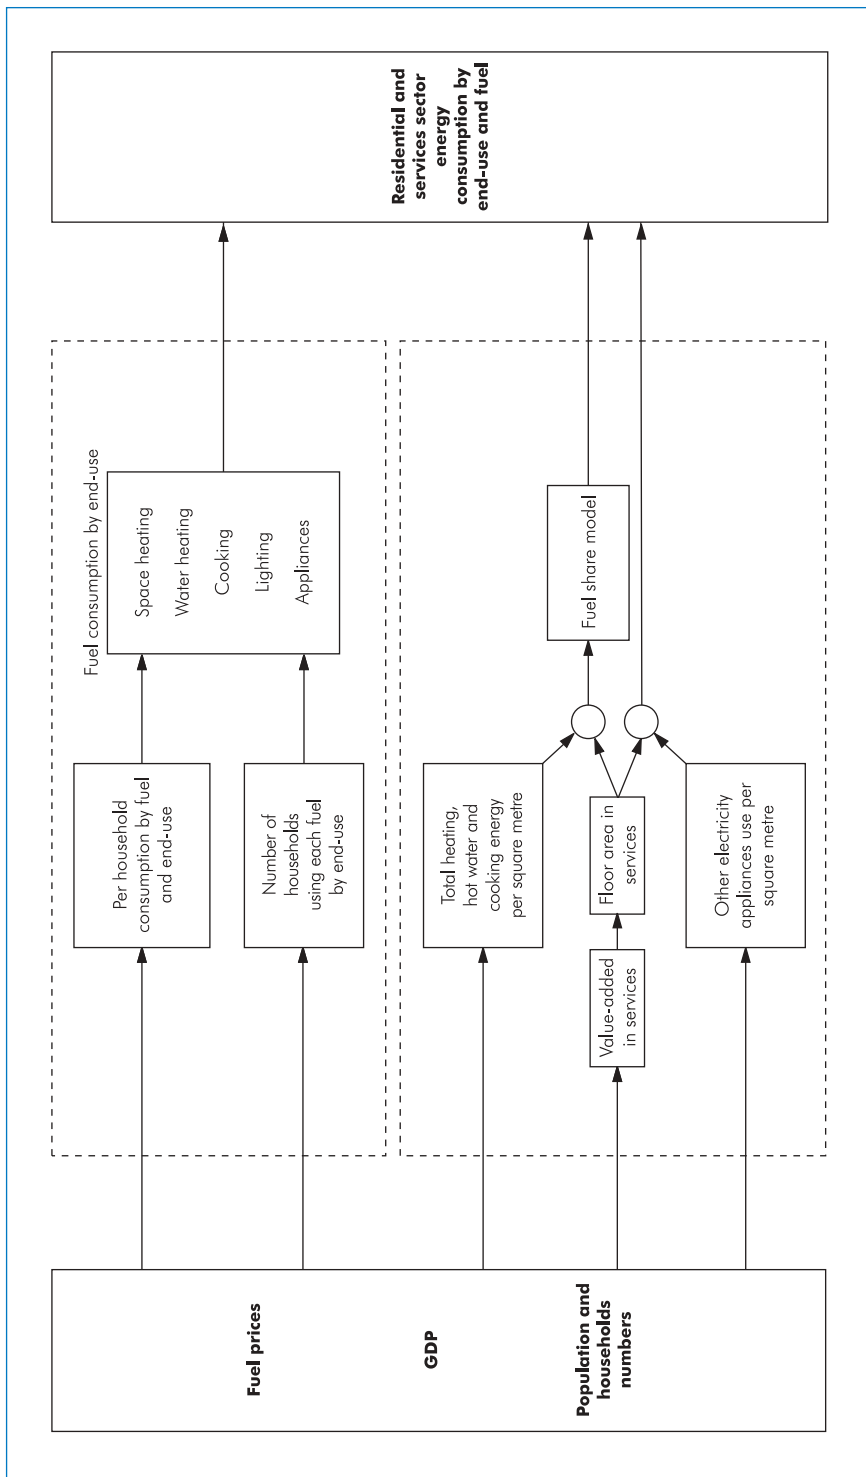 Fuel prices
GDP
Population and
households
numbers
Per household
consumption by fuel
and end-use
Number of
households
using each fuel
by end-use
Fuel consumption by end-use
Space heating
Water heating
Cooking
Lighting
Appliances
Total heating,
hot water and
cooking energy
per square metre
Value-added
in services
Floor area in
services
Other electricity
appliances use per
square metre
Fuel share model
Residential and
services sector
energy
consumption by
end-use and fuel